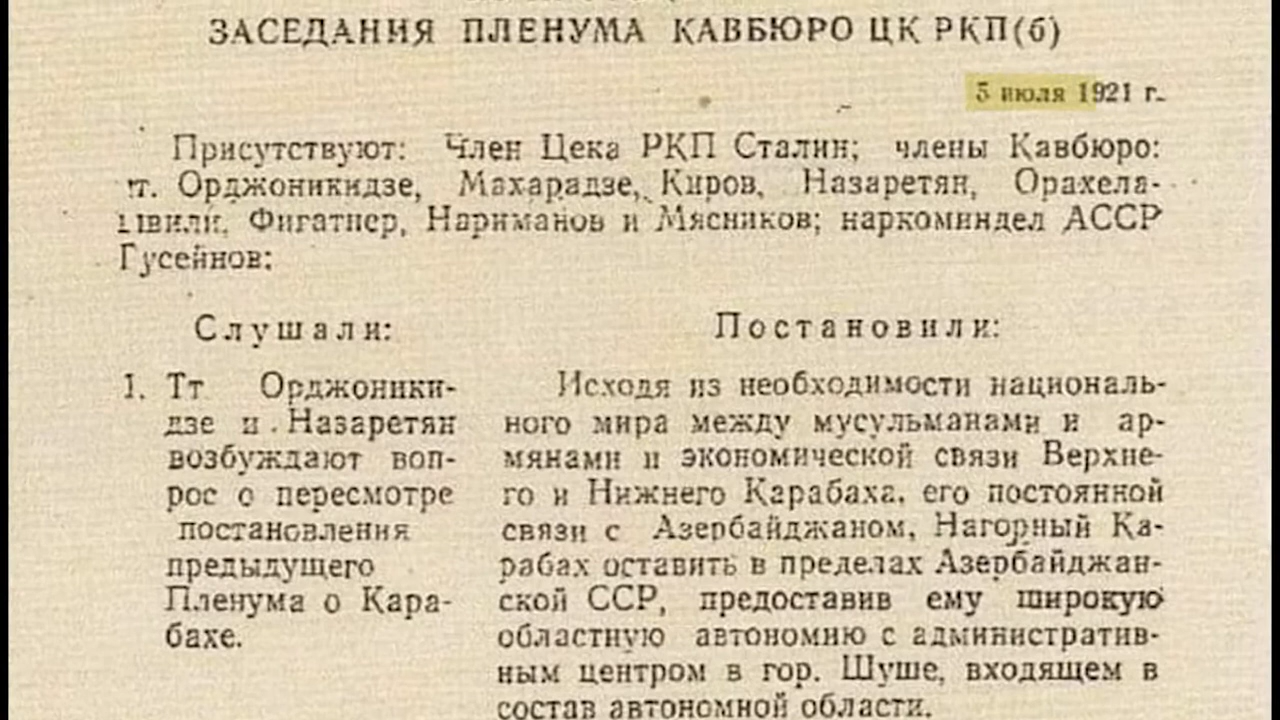 ЗАСЕДАНИЯ ПЛЕНУМА КАВБЮРО ЦК РКП(б)
5 июля 1921 г.
Присутствуют: Член Цека РКП Сталин; члены Кавбюро:
тт. Орджоникидзе, Махарадзе, Киров, Назаретян, Орахела-
швили, Фигатнер, Нариманов и Мясников; наркоминдел АССР
Гусейнов:
Слушали:
1. Тт Орджоники-
дзе и Назаретян
возбуждают воп-
рос о пересмотре
постановления
предыдущего
Пленума о Кара-
бахе.
Постановили:
Исходя из необходимости националь-
ного мира между мусульманами и ар-
мянами и экономической связи Верхне-
го и Нижнего Карабаха, его постоянной
связи с Азербайджаном, Нагорный Ка-
рабах оставить в пределах Азербайджан-
ской ССР, предоставив ему широкую
областную автономию с административ-
ным центром в гор. Шуше, входящем в
состав автономной области.